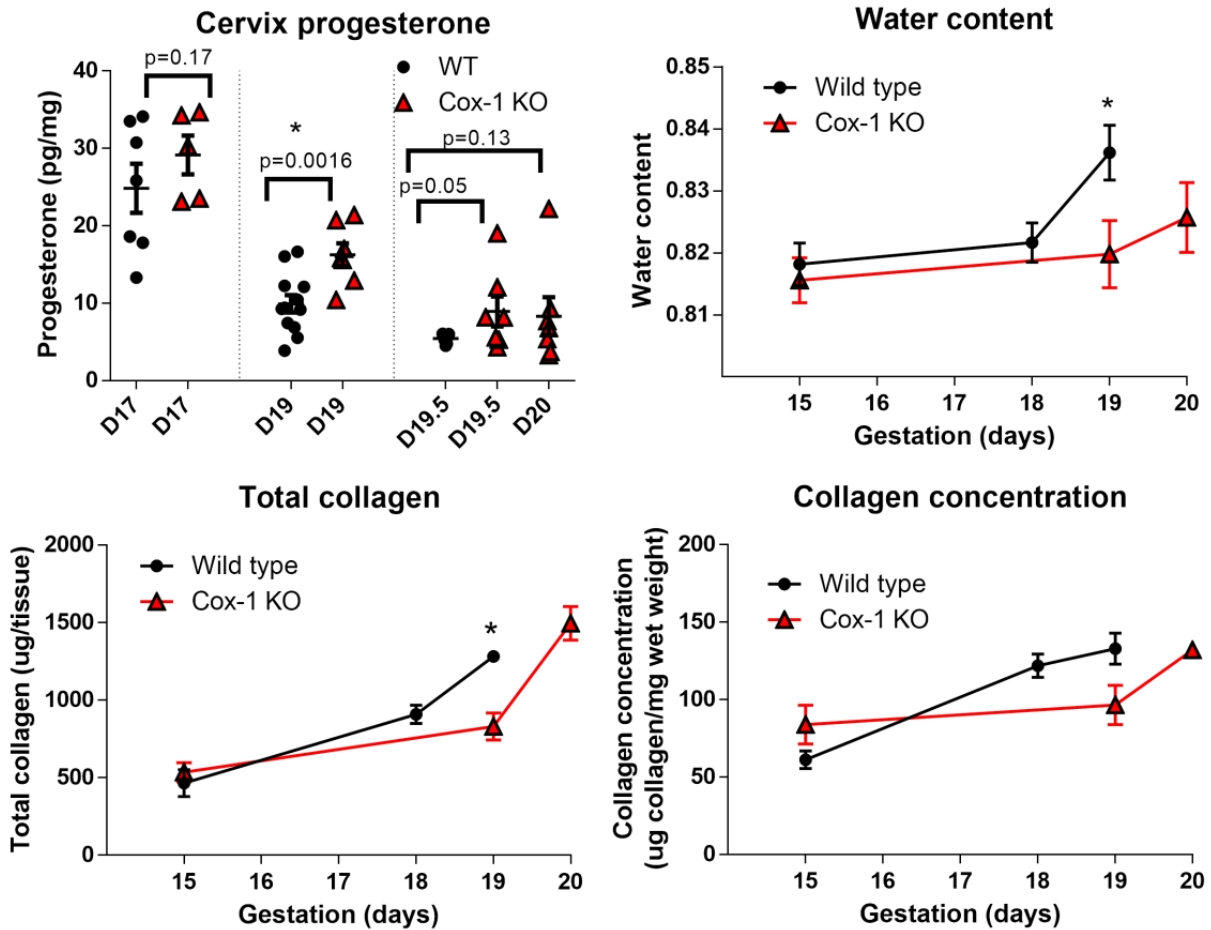 Cervix progesterone
p=0.17
WT
Cox-1 KO
*
p=0.0016
p=0.13
p=0.05
Progesterone (pg/mg)
40
30
20
10
0
D17
D17
D19
D19
D19.5
D19.5
D20
Water content
Wild type
Cox-1 KO
*
Water content
0.85
0.84
0.83
0.82
0.81
15 16 17 18 19 20
Gestation (days)
Total collagen
Wild type
Cox-1 KO
*
Total collagen (ug/tissue)
2000
1500
1000
500
0
15 16 17 18 19 20
Gestation (days)
Collagen concentration
Wild type
Cox-1 KO
Collagen concentration
(ug collagen/mg wet weight)
200
150
100
50
0
15 16 17 18 19 20
Gestation (days)